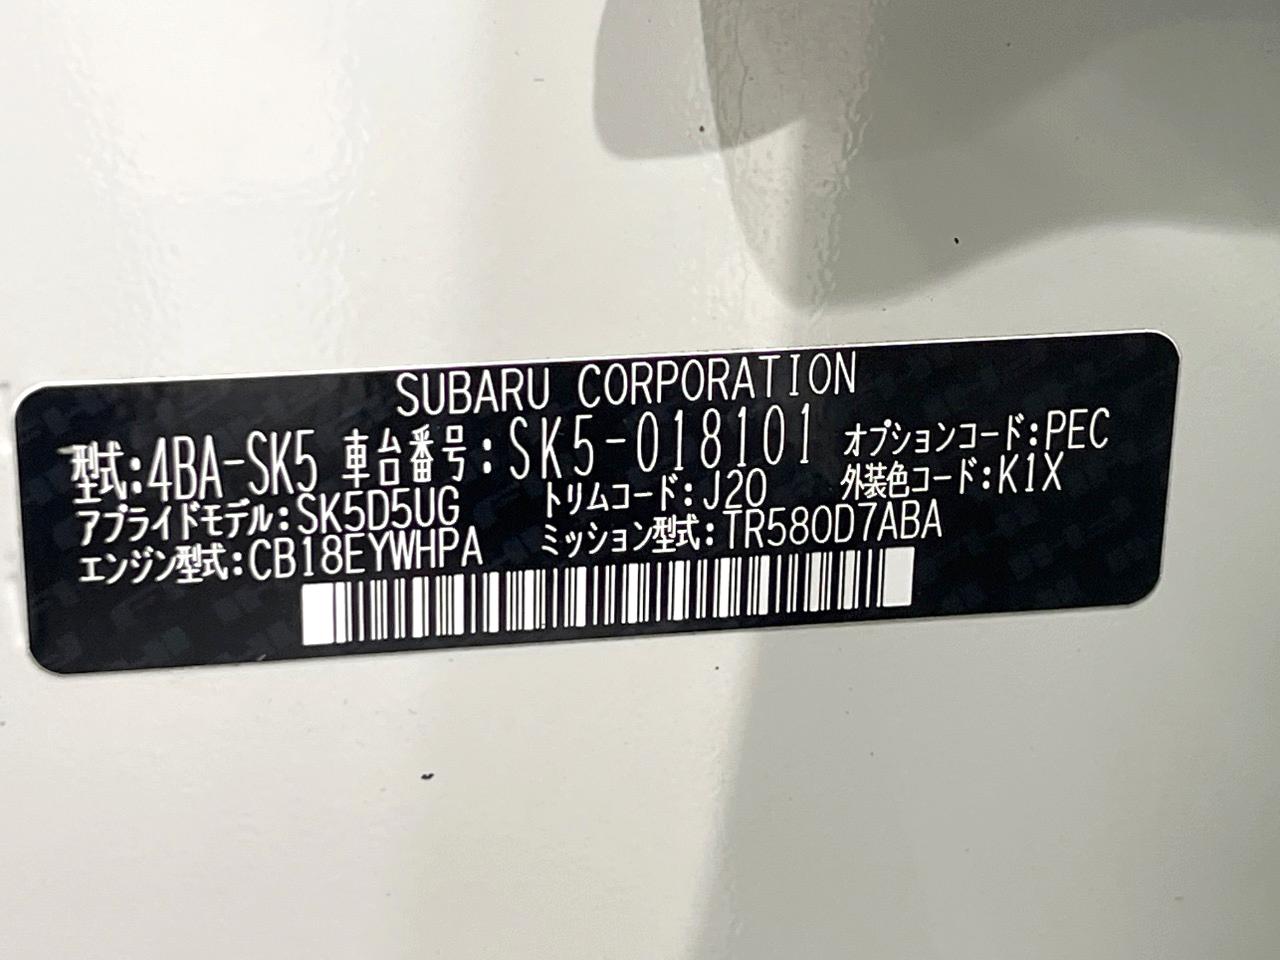 SUBARU CORPORATION
型式:4BA-SK5 車台番号:SK5-018101 オプションコード:PEC
アプライドモデル:SK5D5UG トリムコード:J20 外装色コード:K1X
エンジン型式:CB18EYWHPA ミッション型式:TR580D7ABA